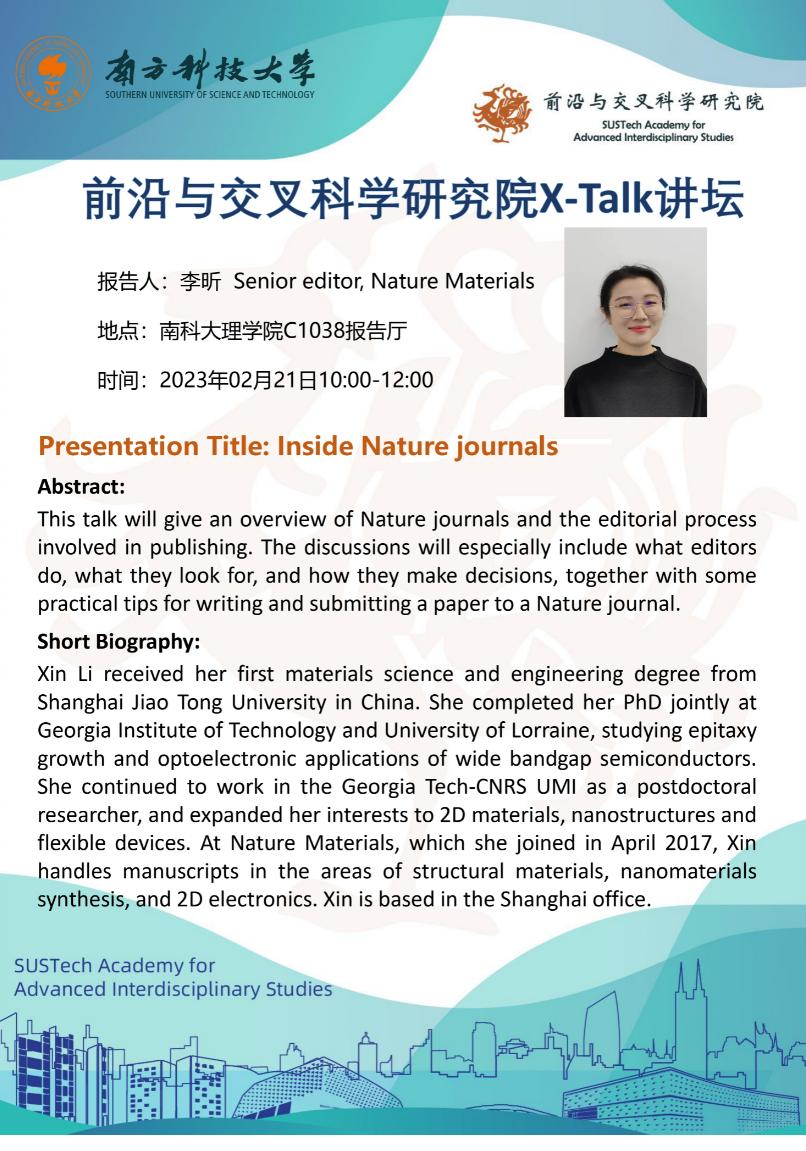 南方科技大学
SOUTHERN UNIVERSITY OF SCIENCE AND TECHNOLOGY
前沿与交叉科学研究院
SUSTech Academy for
Advanced Interdisciplinary Studies
前沿与交叉科学研究院X-Talk讲坛
报告人：李昕 Senior editor, Nature Materials
地点：南科大理学院C1038报告厅
时间：2023年02月21日10:00-12:00
Presentation Title: Inside Nature journals
Abstract:
This talk will give an overview of Nature journals and the editorial process
involved in publishing. The discussions will especially include what editors
do, what they look for, and how they make decisions, together with some
practical tips for writing and submitting a paper to a Nature journal.
Short Biography:
Xin Li received her first materials science and engineering degree from
Shanghai Jiao Tong University in China. She completed her PhD jointly at
Georgia Institute of Technology and University of Lorraine, studying epitaxy
growth and optoelectronic applications of wide bandgap semiconductors.
She continued to work in the Georgia Tech-CNRS UMI as a postdoctoral
researcher, and expanded her interests to 2D materials, nanostructures and
flexible devices. At Nature Materials, which she joined in April 2017, Xin
handles manuscripts in the areas of structural materials, nanomaterials
synthesis, and 2D electronics. Xin is based in the Shanghai office.
SUSTech Academy for
Advanced Interdisciplinary Studies